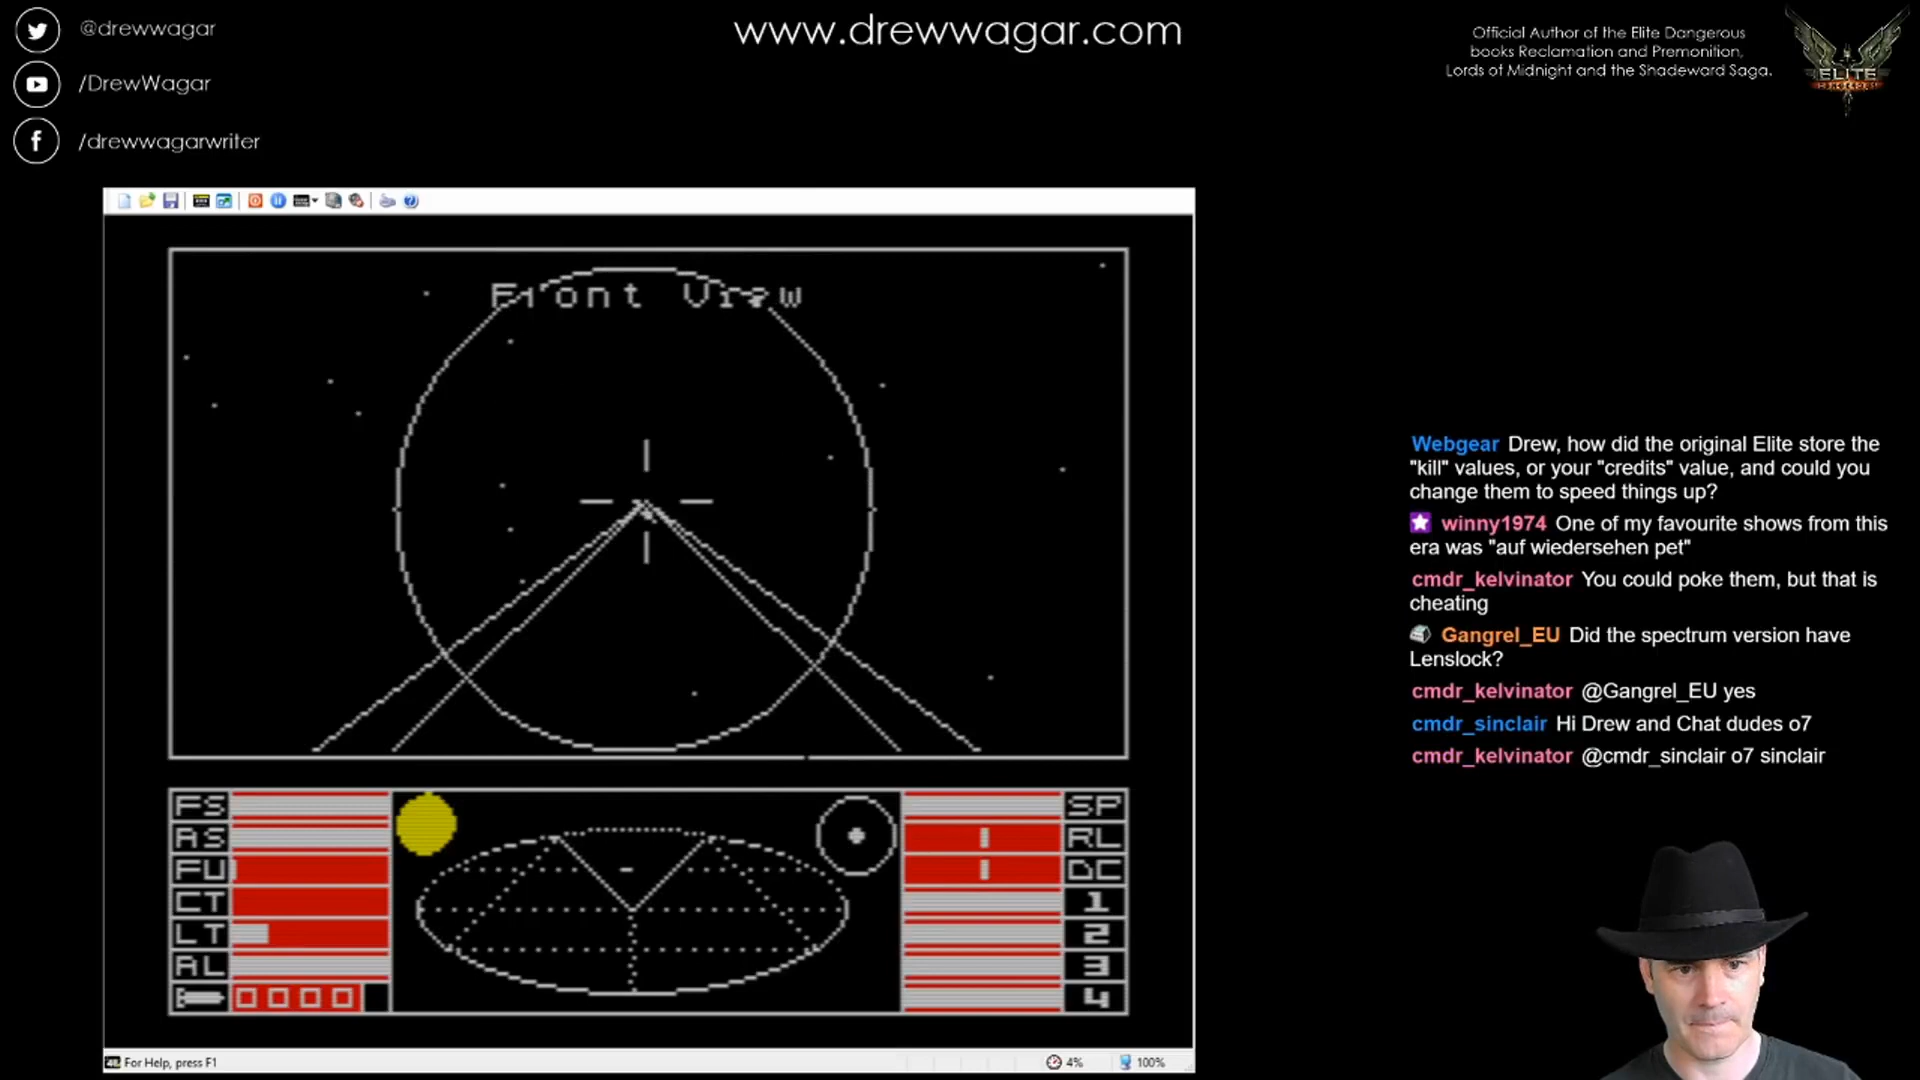 @drewwagar
/DrewWagar
/drewwagarwriter
www.drewwagar.com
Official Author of the Elite Dangerous
books Reclamation and Premonition,
Lords of Midnight and the Shadeward Saga.
ELITE
DANGEROUS
Front View
FS
AS
FU
CT
LT
AL
SP
RL
DC
1
2
3
4
For Help, press F1
4%
100%
Webgear Drew, how did the original Elite store the
"kill" values, or your "credits" value, and could you
change them to speed things up?
winny1974 One of my favourite shows from this
era was "auf wiedersehen pet"
cmdr_kelvinator You could poke them, but that is
cheating
Gangrel_EU Did the spectrum version have
Lenslock?
cmdr_kelvinator @Gangrel_EU yes
cmdr_sinclair Hi Drew and Chat dudes o7
cmdr_kelvinator @cmdr_sinclair o7 sinclair